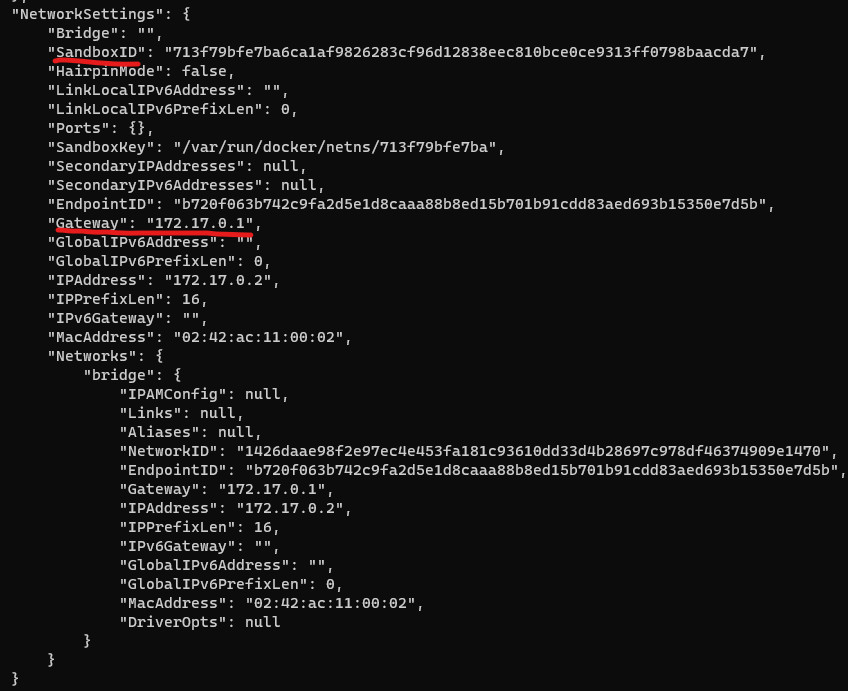 "NetworkSettings": {
"Bridge": "",
"SandboxID": "713f79bfe7ba6ca1af9826283cf96d12838eec810bce0ce9313ff0798baacda7",
"HairpinMode": false,
"LinkLocalIPv6Address": "",
"LinkLocalIPv6PrefixLen": 0,
"Ports": {},
"SandboxKey": "/var/run/docker/netns/713f79bfe7ba",
"SecondaryIPAddresses": null,
"SecondaryIPv6Addresses": null,
"EndpointID": "b720f063b742c9fa2d5e1d8caaa88b8ed15b701b91cdd83aed693b15350e7d5b",
"Gateway": "172.17.0.1",
"GlobalIPv6Address": "",
"GlobalIPv6PrefixLen": 0,
"IPAddress": "172.17.0.2",
"IPPrefixLen": 16,
"IPv6Gateway": "",
"MacAddress": "02:42:ac:11:00:02",
"Networks": {
"bridge": {
"IPAMConfig": null,
"Links": null,
"Aliases": null,
"NetworkID": "1426daae98f2e97ec4e453fa181c93610dd33d4b28697c978df46374909e1470",
"EndpointID": "b720f063b742c9fa2d5e1d8caaa88b8ed15b701b91cdd83aed693b15350e7d5b",
"Gateway": "172.17.0.1",
"IPAddress": "172.17.0.2",
"IPPrefixLen": 16,
"IPv6Gateway": "",
"GlobalIPv6Address": "",
"GlobalIPv6PrefixLen": 0,
"MacAddress": "02:42:ac:11:00:02",
"DriverOpts": null
}
}
}